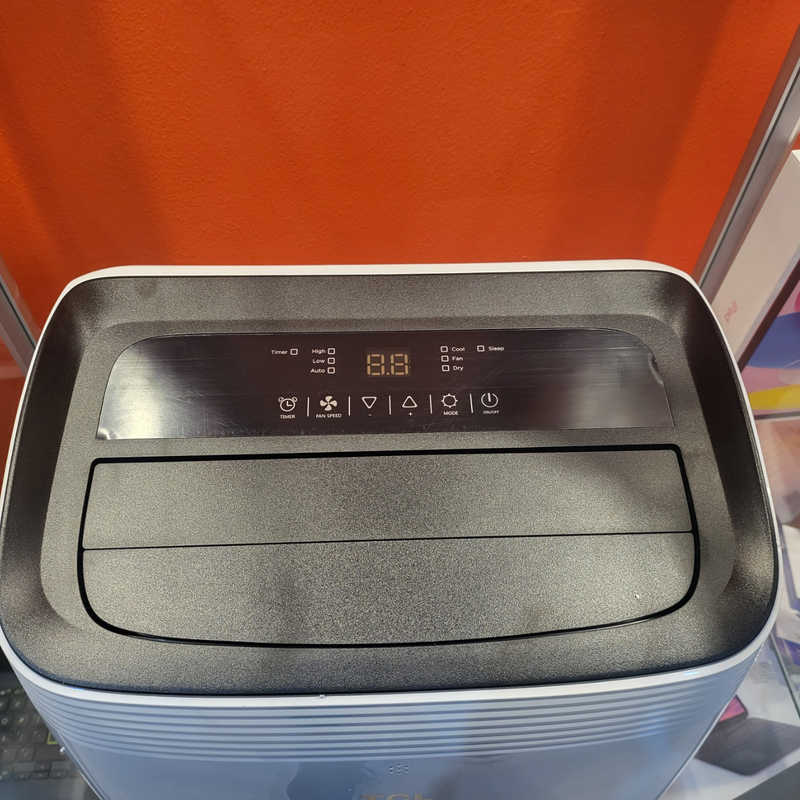 Timer High Cool Sleep
Low Fan
Auto Dry
8.8
TIMER FAN SPEED - + MODE ON/OFF